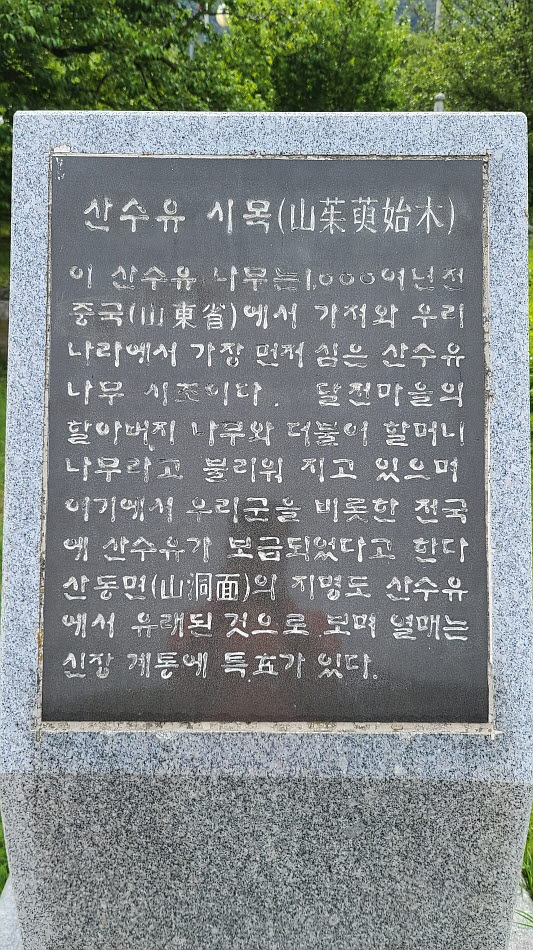 산수유 시목(山茱萸始木)
이 산수유 나무는1,000여년전
중국(山東省)에서 가져와 우리
나라에서 가장 먼저 심은 산수유
나무 시조이다. 달전마을의
할아버지 나무와 더불어 할머니
나무라고 불리워 지고 있으며
여기에서 우리군을 비롯한 전국
에 산수유가 보급되었다고 한다
산동면(山洞面)의 지명도 산수유
에서 유래된 것으로 보며 열매는
신장 계통에 특效가 있다.